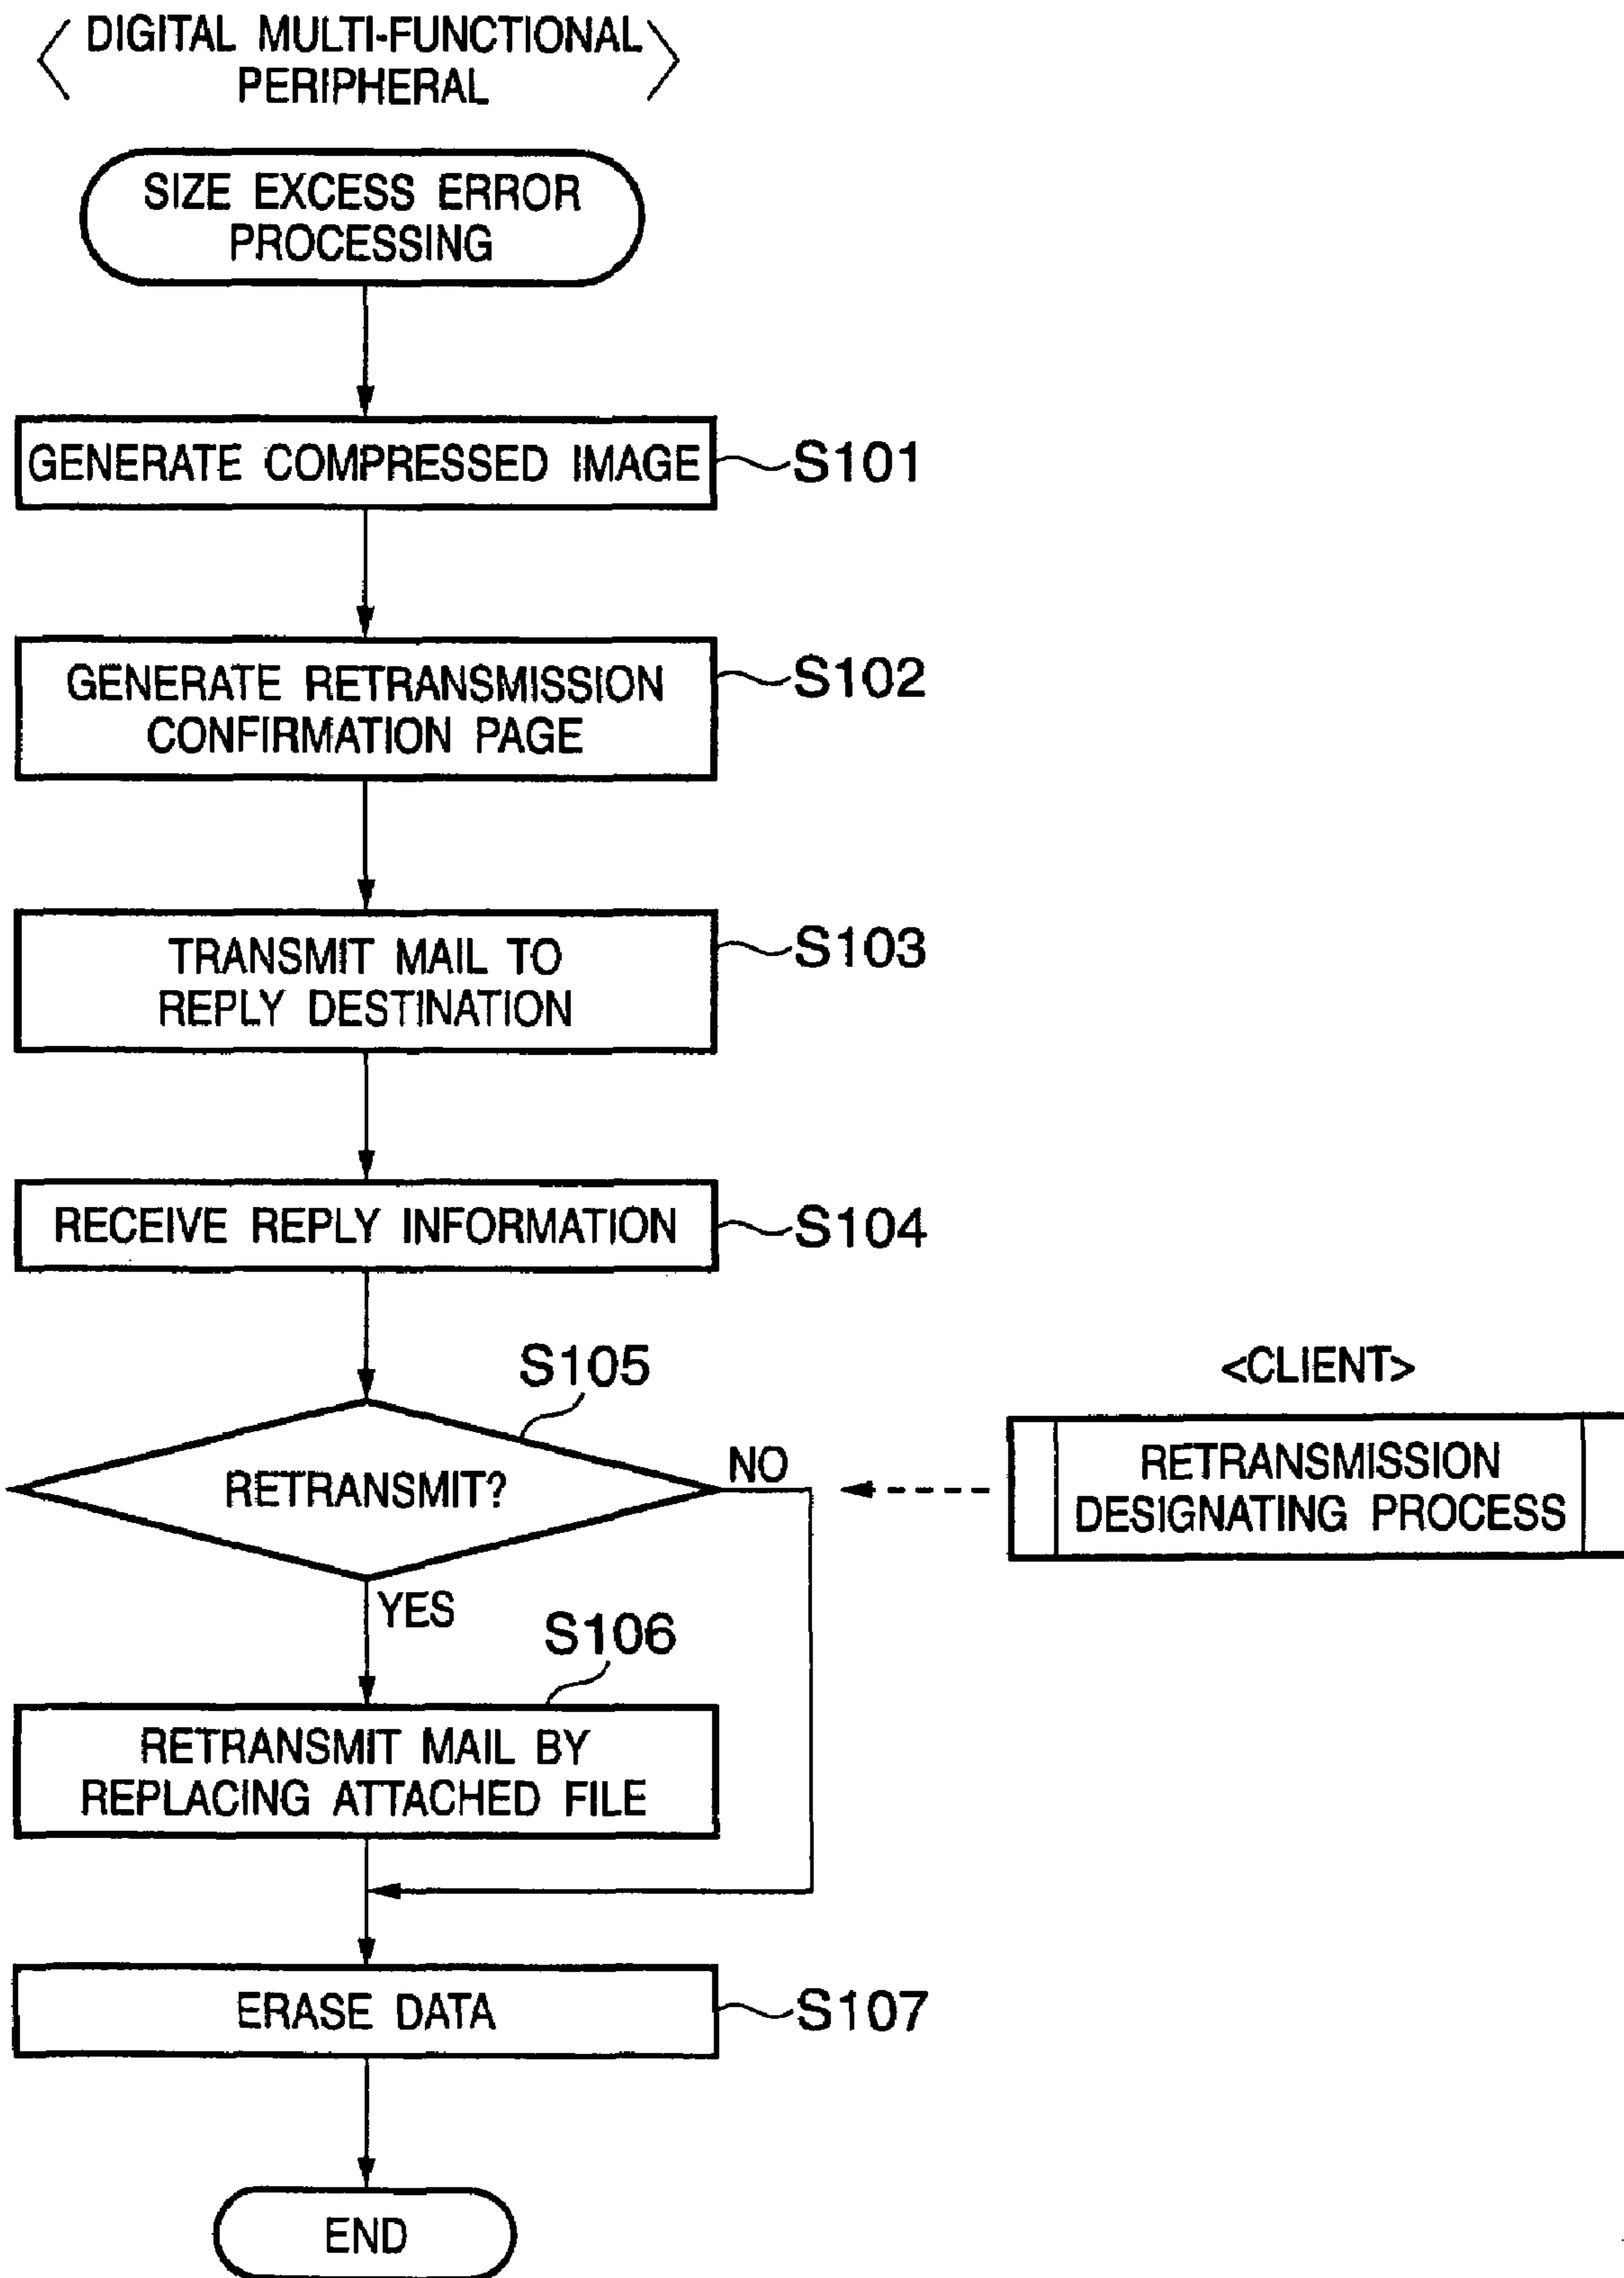 < DIGITAL MULTI-FUNCTIONAL
PERIPHERAL >
SIZE EXCESS ERROR
PROCESSING
GENERATE COMPRESSED IMAGE
S101
GENERATE RETRANSMISSION
CONFIRMATION PAGE
S102
TRANSMIT MAIL TO
REPLY DESTINATION
S103
RECEIVE REPLY INFORMATION
S104
S105
RETRANSMIT?
NO
YES
<CLIENT>
RETRANSMISSION
DESIGNATING PROCESS
S106
RETRANSMIT MAIL BY
REPLACING ATTACHED FILE
ERASE DATA
S107
END